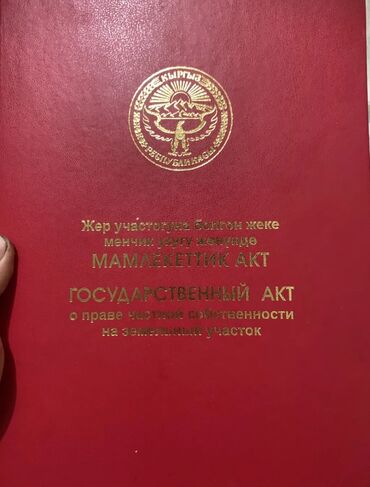 КЫРГЫЗ
РЕСПУБЛИКАСЫ
Жер участогуна болгон жеке
менчик укугу жөнүндө
МАМЛЕКЕТТИК АКТ
ГОСУДАРСТВЕННЫЙ АКТ
о праве частной собственности
на земельный участок